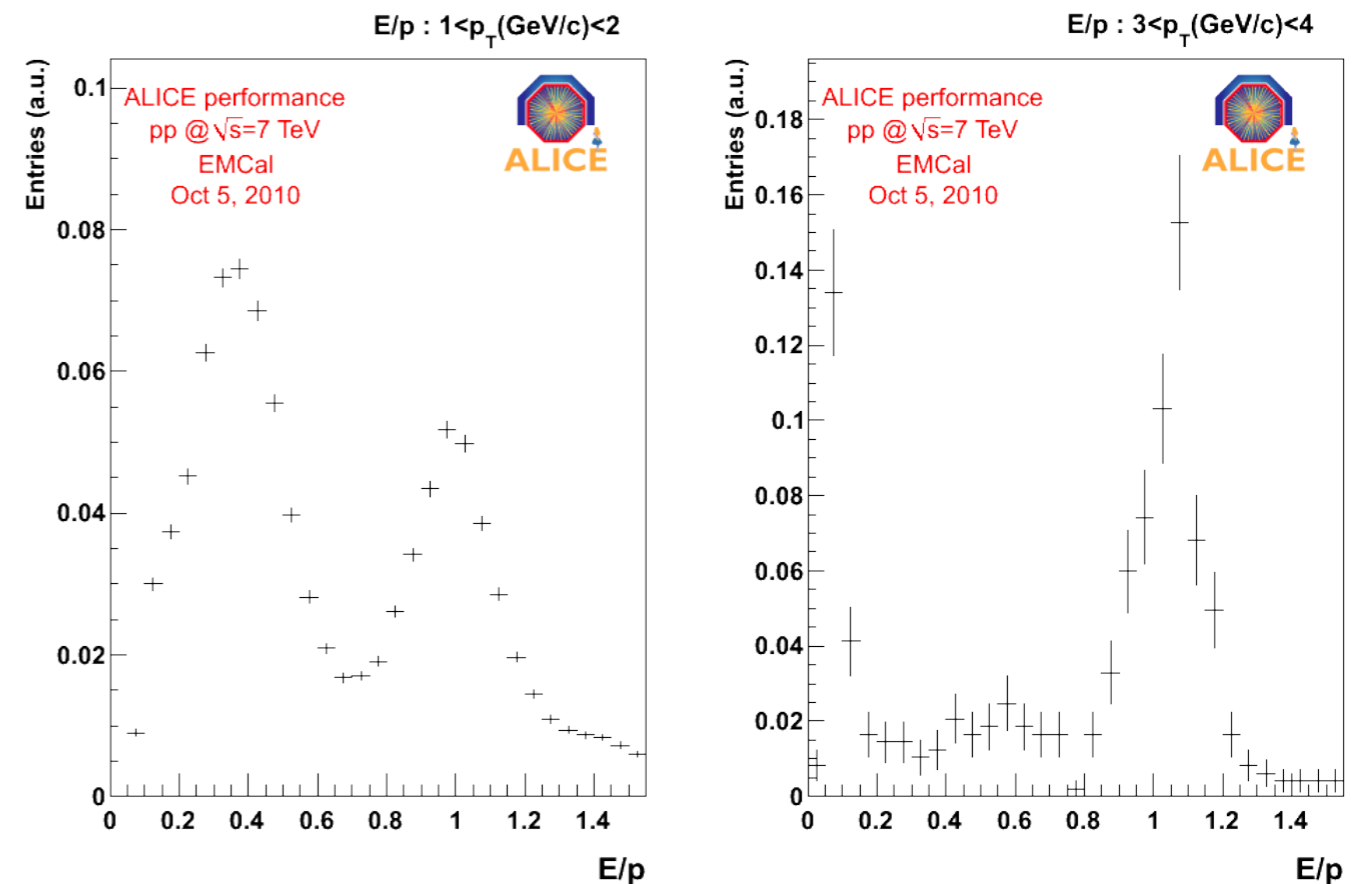 E/p : 1<p_T(GeV/c)<2
Entries (a.u.)
ALICE performance
pp @ √s=7 TeV
EMCal
Oct 5, 2010
ALICE
0.1
0.08
0.06
0.04
0.02
0
0 0.2 0.4 0.6 0.8 1 1.2 1.4
E/p
E/p : 3<p_T(GeV/c)<4
Entries (a.u.)
ALICE performance
pp @ √s=7 TeV
EMCal
Oct 5, 2010
ALICE
0.18
0.16
0.14
0.12
0.1
0.08
0.06
0.04
0.02
0
0 0.2 0.4 0.6 0.8 1 1.2 1.4
E/p